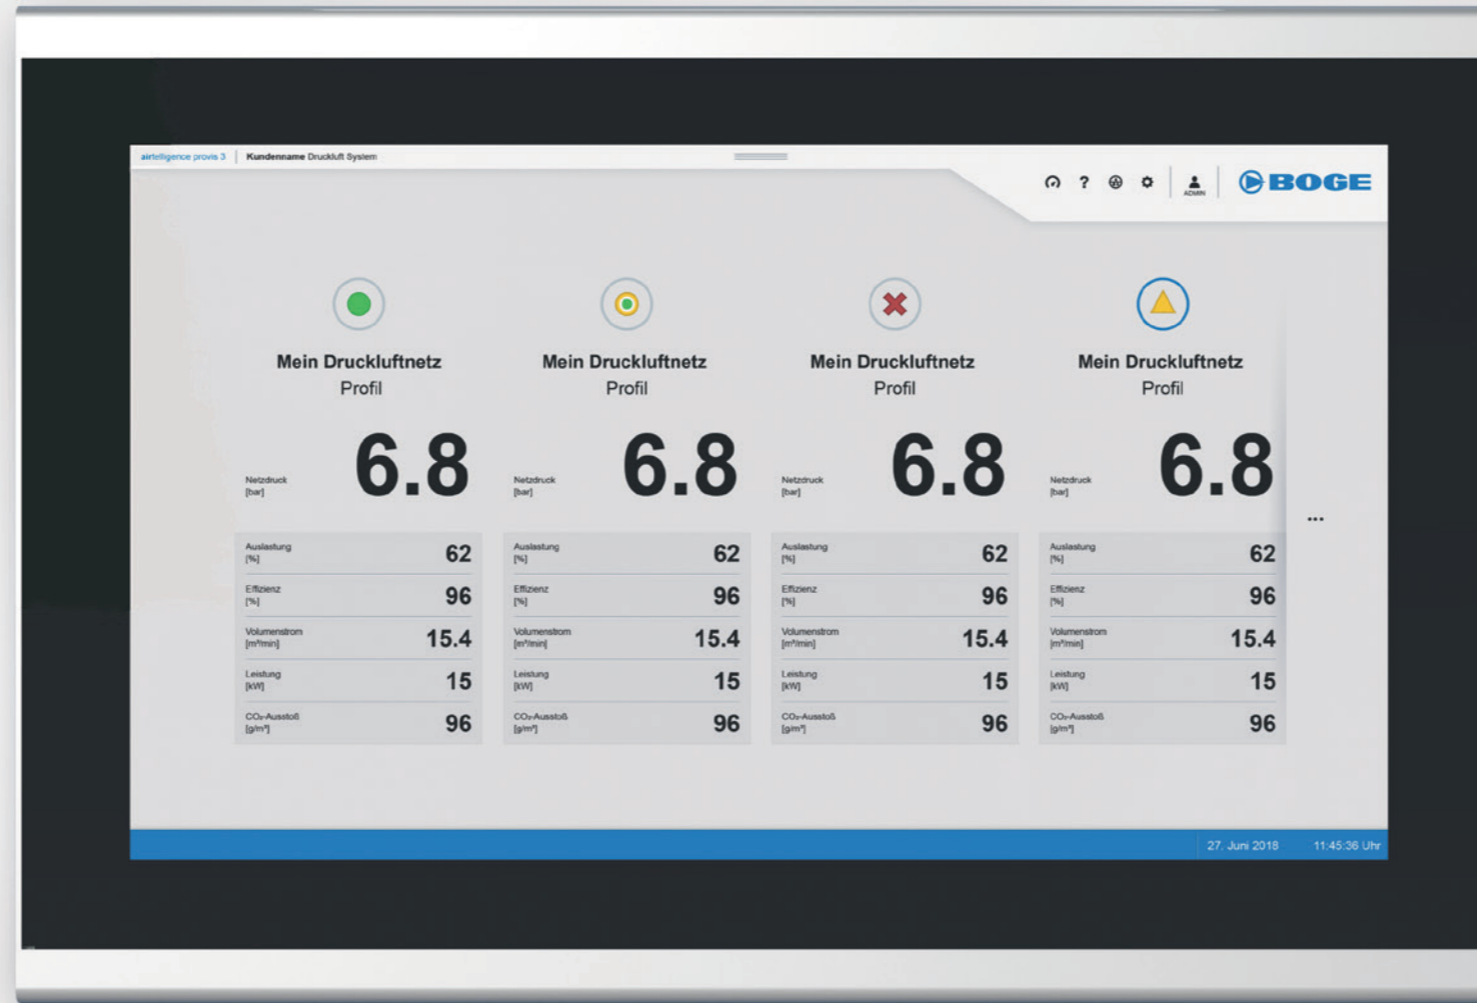 airtelligence provis 3 Kundenname Druckluft System
? ADMIN BOGE
Mein Druckluftnetz Mein Druckluftnetz Mein Druckluftnetz Mein Druckluftnetz
Profil Profil Profil Profil
Netzdruck [bar] 6.8 Netzdruck [bar] 6.8 Netzdruck [bar] 6.8 Netzdruck [bar] 6.8
...
Auslastung [%] 62 Auslastung [%] 62 Auslastung [%] 62 Auslastung [%] 62
Effizienz [%] 96 Effizienz [%] 96 Effizienz [%] 96 Effizienz [%] 96
Volumenstrom [m³/min] 15.4 Volumenstrom [m³/min] 15.4 Volumenstrom [m³/min] 15.4 Volumenstrom [m³/min] 15.4
Leistung [kW] 15 Leistung [kW] 15 Leistung [kW] 15 Leistung [kW] 15
CO₂-Ausstoß [g/m³] 96 CO₂-Ausstoß [g/m³] 96 CO₂-Ausstoß [g/m³] 96 CO₂-Ausstoß [g/m³] 96
27. Juni 2018 11:45:36 Uhr